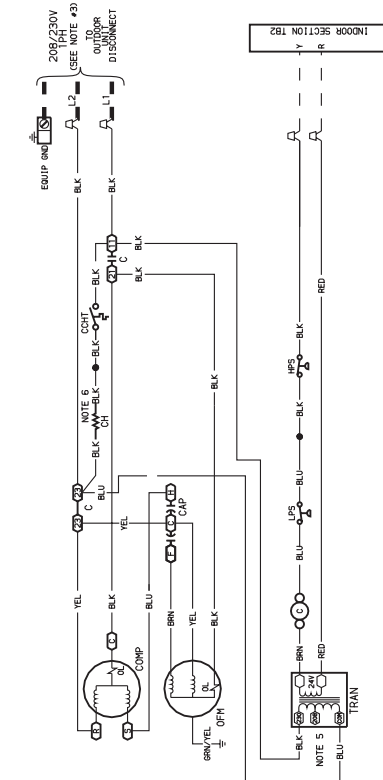 208/230V
1PH
(SEE NOTE #3)
TO
OUTDOOR
UNIT
DISCONNECT
INDOOR SECTION TB2
Y
R
L2
L1
EQUIP GND
BLK
BLK
11
BLK
C
21
BLK
BLK
CCHT
BLK
RED
BLK
HPS
BLK
NOTE 6
BLK
CH
BLK
BLK
23
BLU
C
23
YEL
H
CAP
C
F
BLU
LPS
BLU
YEL
BLK
BLU
BRN
YEL
BLK
C
BRN
RED
C
OL
COMP
R
S
OL
OFM
GRN/YEL
24V
TRAN
BLK
NOTE 5
BLU